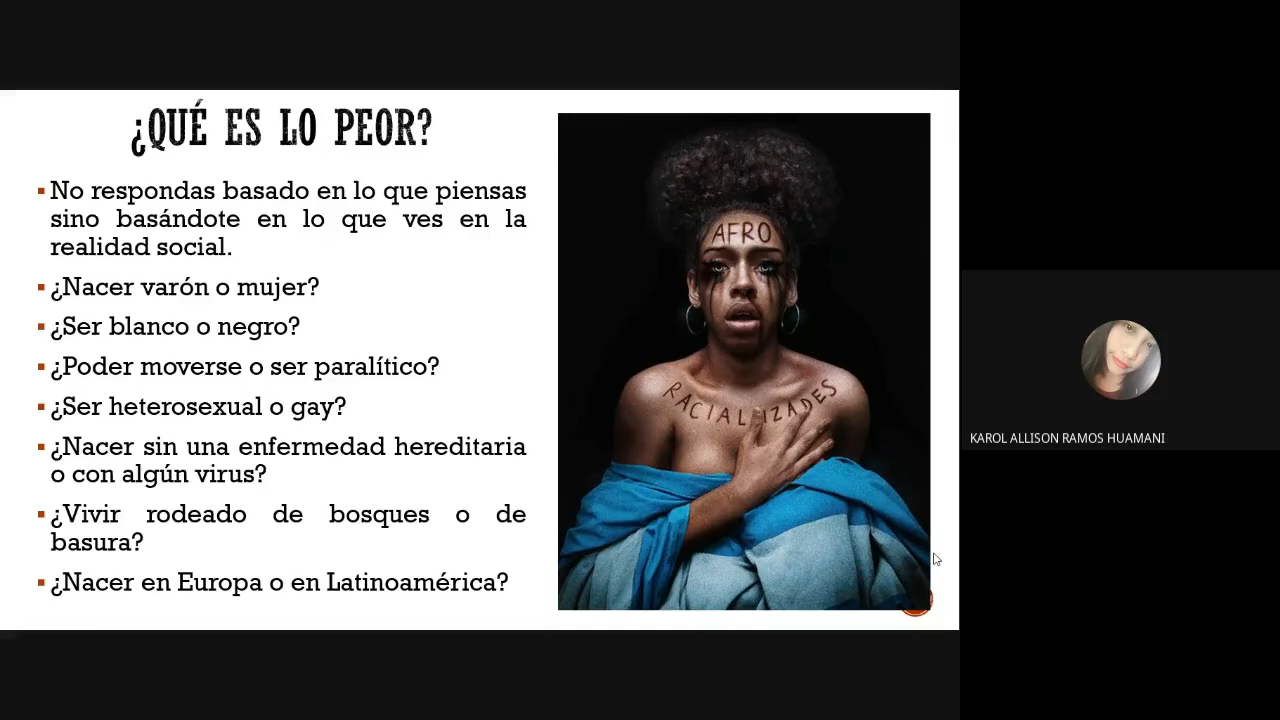 ¿QUÉ ES LO PEOR?
No respondas basado en lo que piensas
sino basándote en lo que ves en la
realidad social.
¿Nacer varón o mujer?
¿Ser blanco o negro?
¿Poder moverse o ser paralítico?
¿Ser heterosexual o gay?
¿Nacer sin una enfermedad hereditaria
o con algún virus?
¿Vivir rodeado de bosques o de
basura?
¿Nacer en Europa o en Latinoamérica?
AFRO
RACIALIZADES
KAROL ALLISON RAMOS HUAMANI